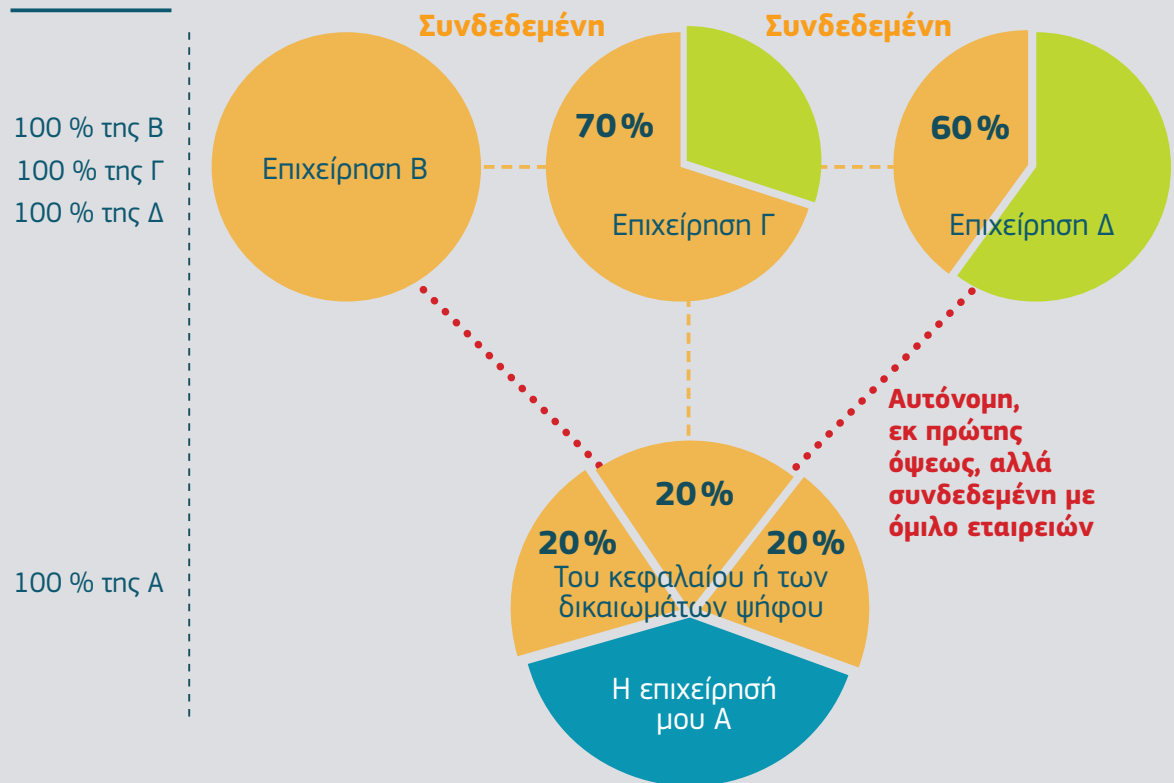 Συνδεδεμένη
Συνδεδεμένη
100 % της Β
100 % της Γ
100 % της Δ
Επιχείρηση Β
70 %
Επιχείρηση Γ
60 %
Επιχείρηση Δ
Αυτόνομη,
εκ πρώτης
όψεως, αλλά
συνδεδεμένη με
όμιλο εταιρειών
100 % της Α
20 %
20 %
20 %
Του κεφαλαίου ή των
δικαιωμάτων ψήφου
Η επιχείρησή
μου Α